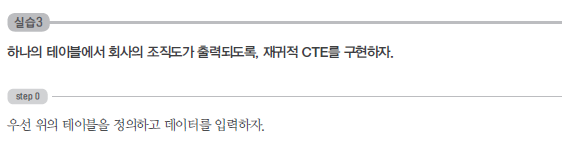 실습3
하나의 테이블에서 회사의 조직도가 출력되도록, 재귀적 CTE를 구현하자.
step 0
우선 위의 테이블을 정의하고 데이터를 입력하자.